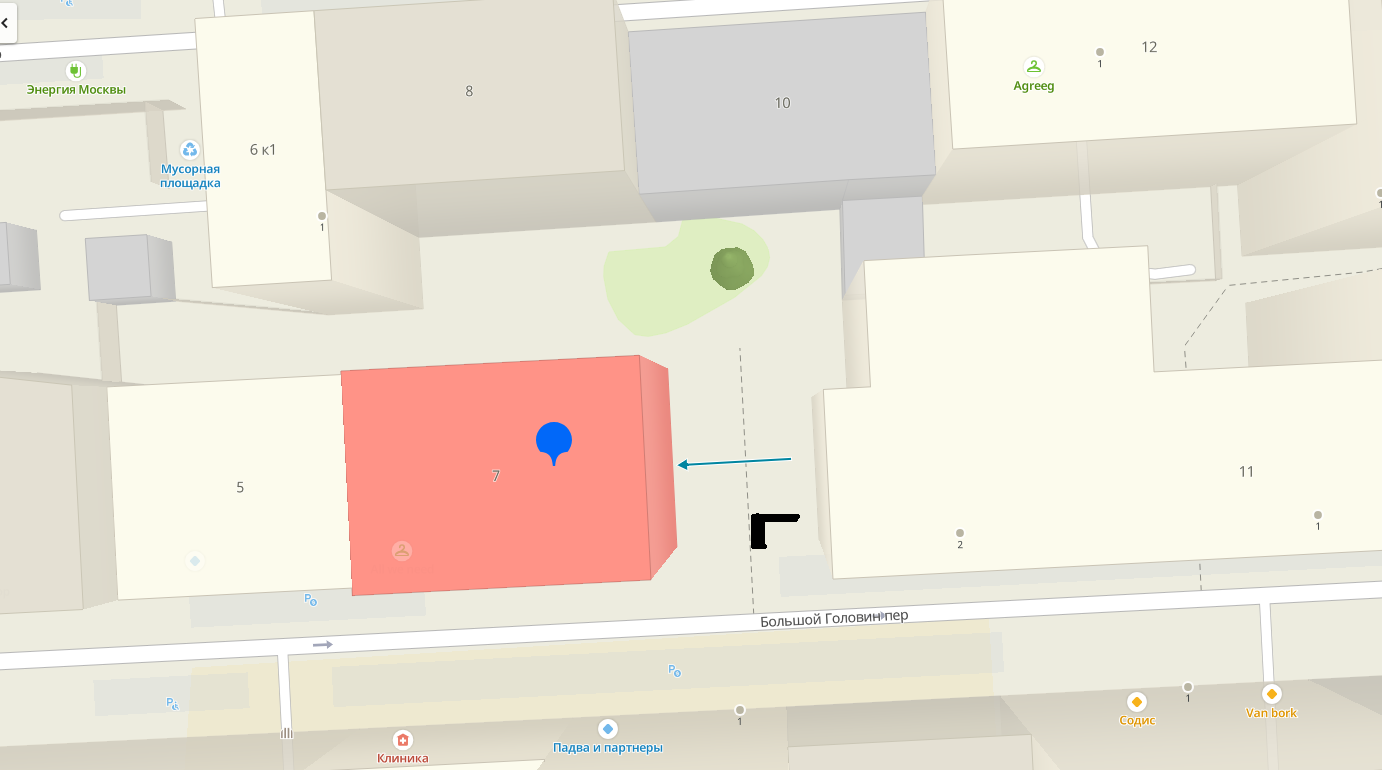 12
8
10
Agreeg
1
Энергия Москвы
6 к1
Мусорная
площадка
1
1
7
5
11
2
1
P
Большой Головин пер
P
P
1
1
Содис
Van bork
Падва и партнеры
Клиника